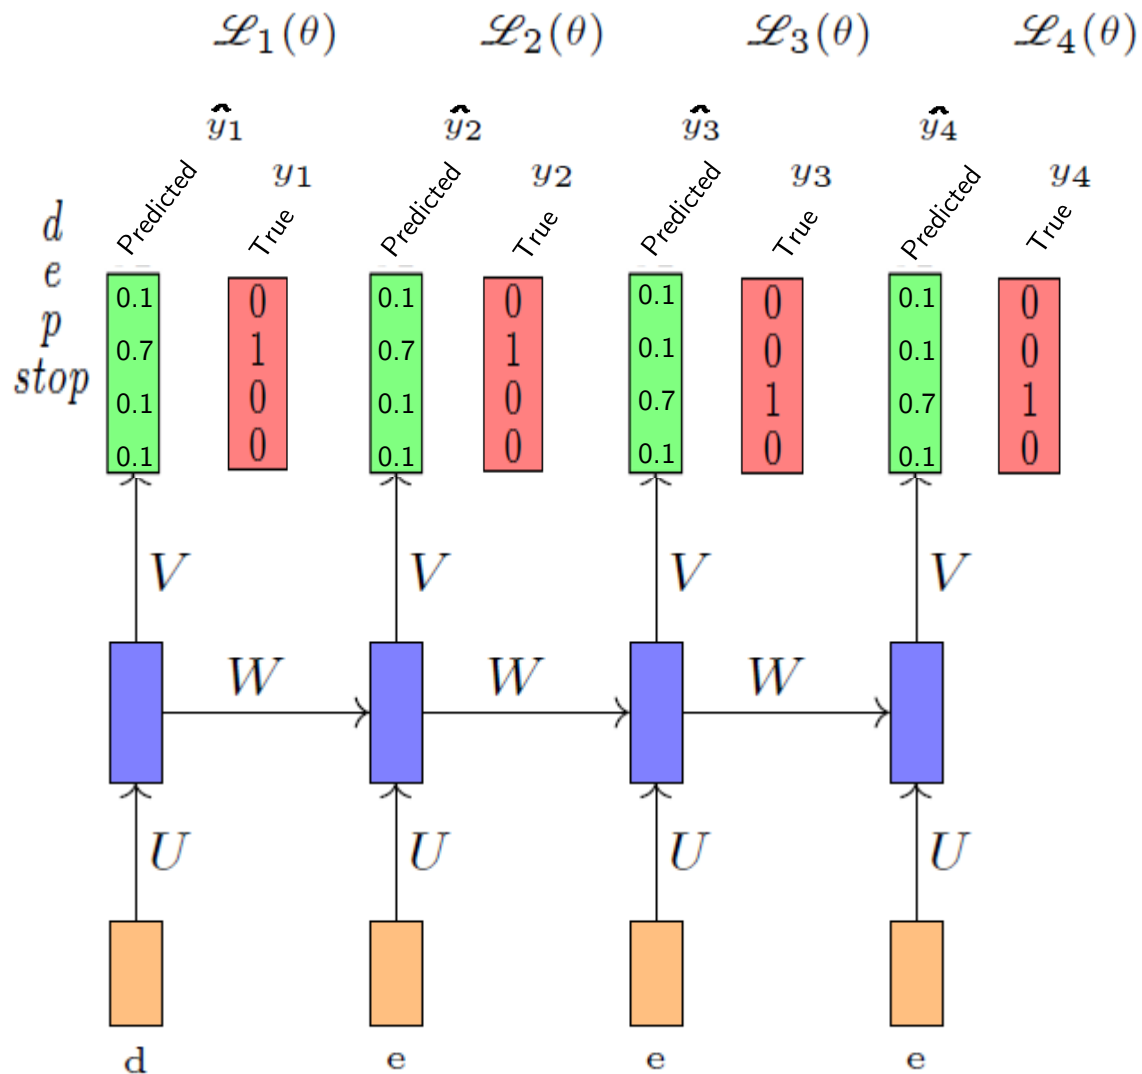 ℒ₁(θ) ℒ₂(θ) ℒ₃(θ) ℒ₄(θ)
ŷ₁ ŷ₂ ŷ₃ ŷ₄
y₁ y₂ y₃ y₄
Predicted True Predicted True Predicted True Predicted True
d
e
p
stop
0.1 0 0.1 0 0.1 0 0.1 0
0.7 1 0.7 1 0.1 0 0.1 0
0.1 0 0.1 0 0.7 1 0.7 1
0.1 0 0.1 0 0.1 0 0.1 0
V V V V
W W W
U U U U
d e e e